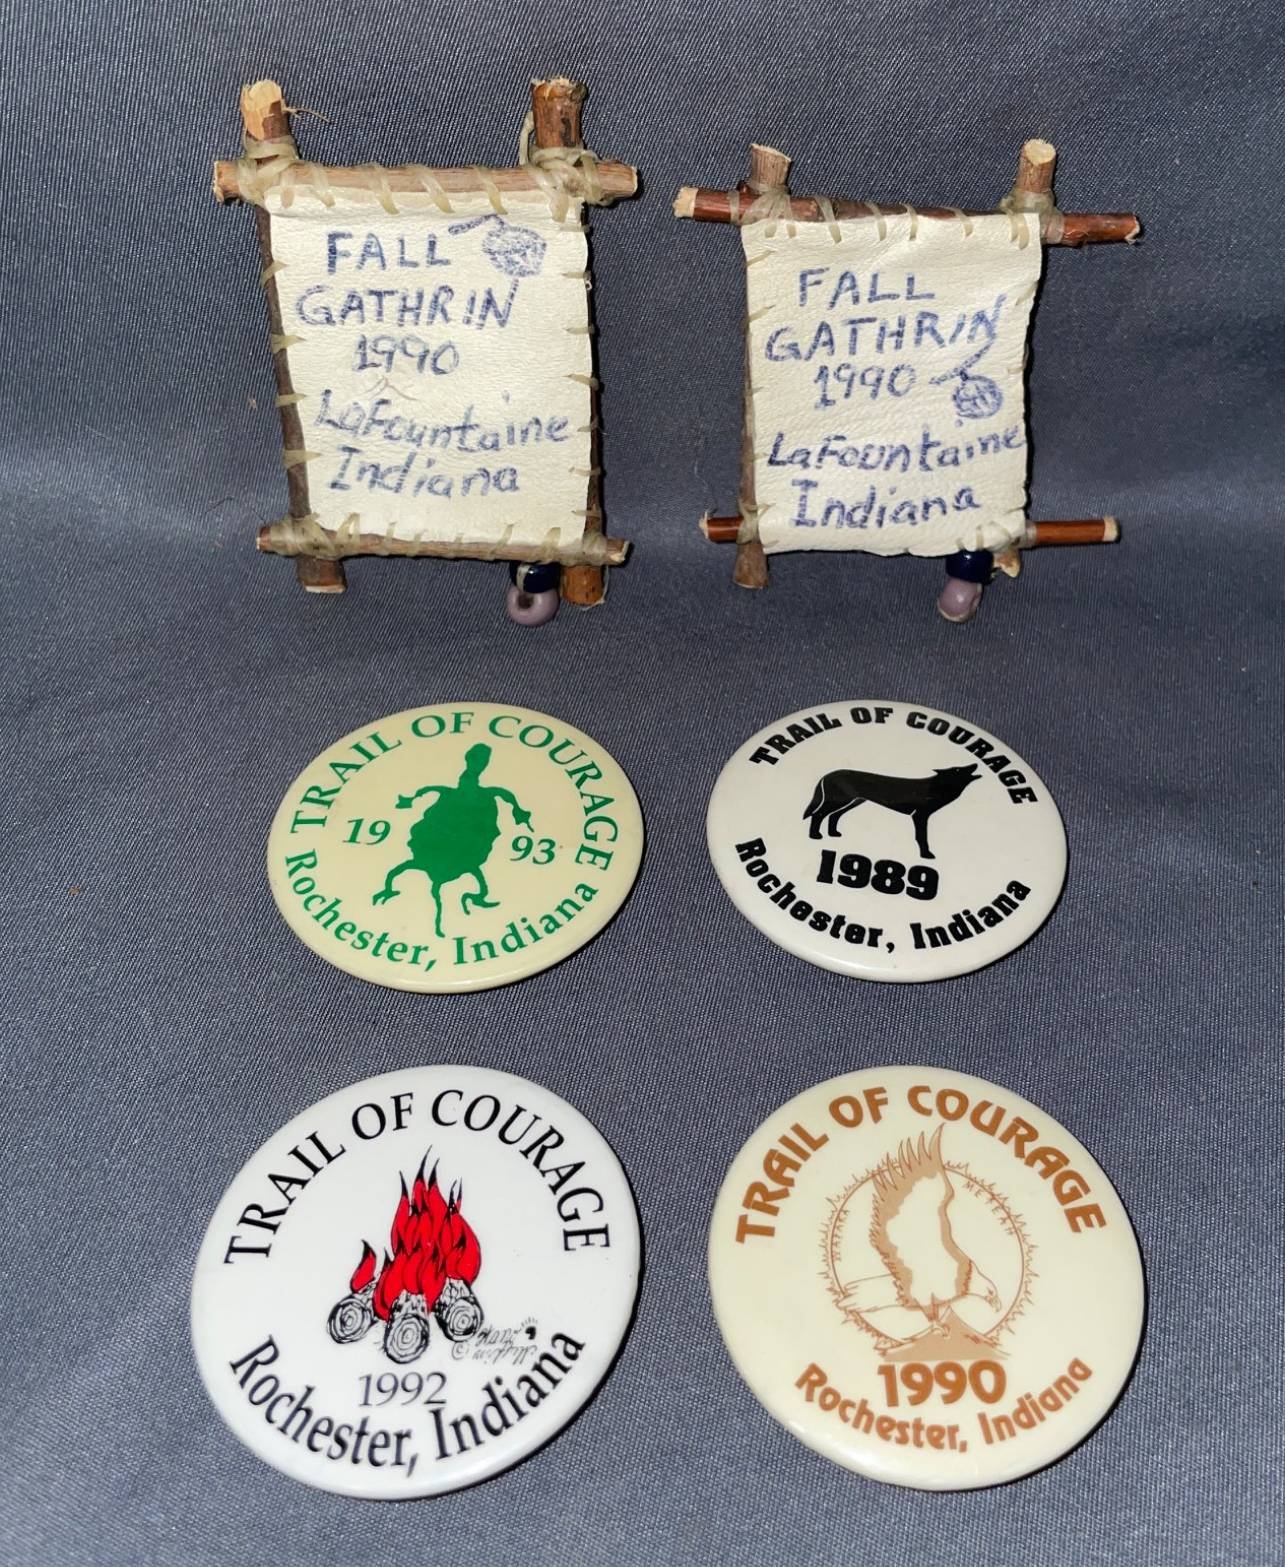 FALL
GATHRIN
1990
LaFountaine
Indiana
FALL
GATHRIN
1990
LaFountaine
Indiana
TRAIL OF COURAGE
19 93
Rochester, Indiana
TRAIL OF COURAGE
1989
Rochester, Indiana
TRAIL OF COURAGE
1992
Rochester, Indiana
TRAIL OF COURAGE
1990
Rochester, Indiana